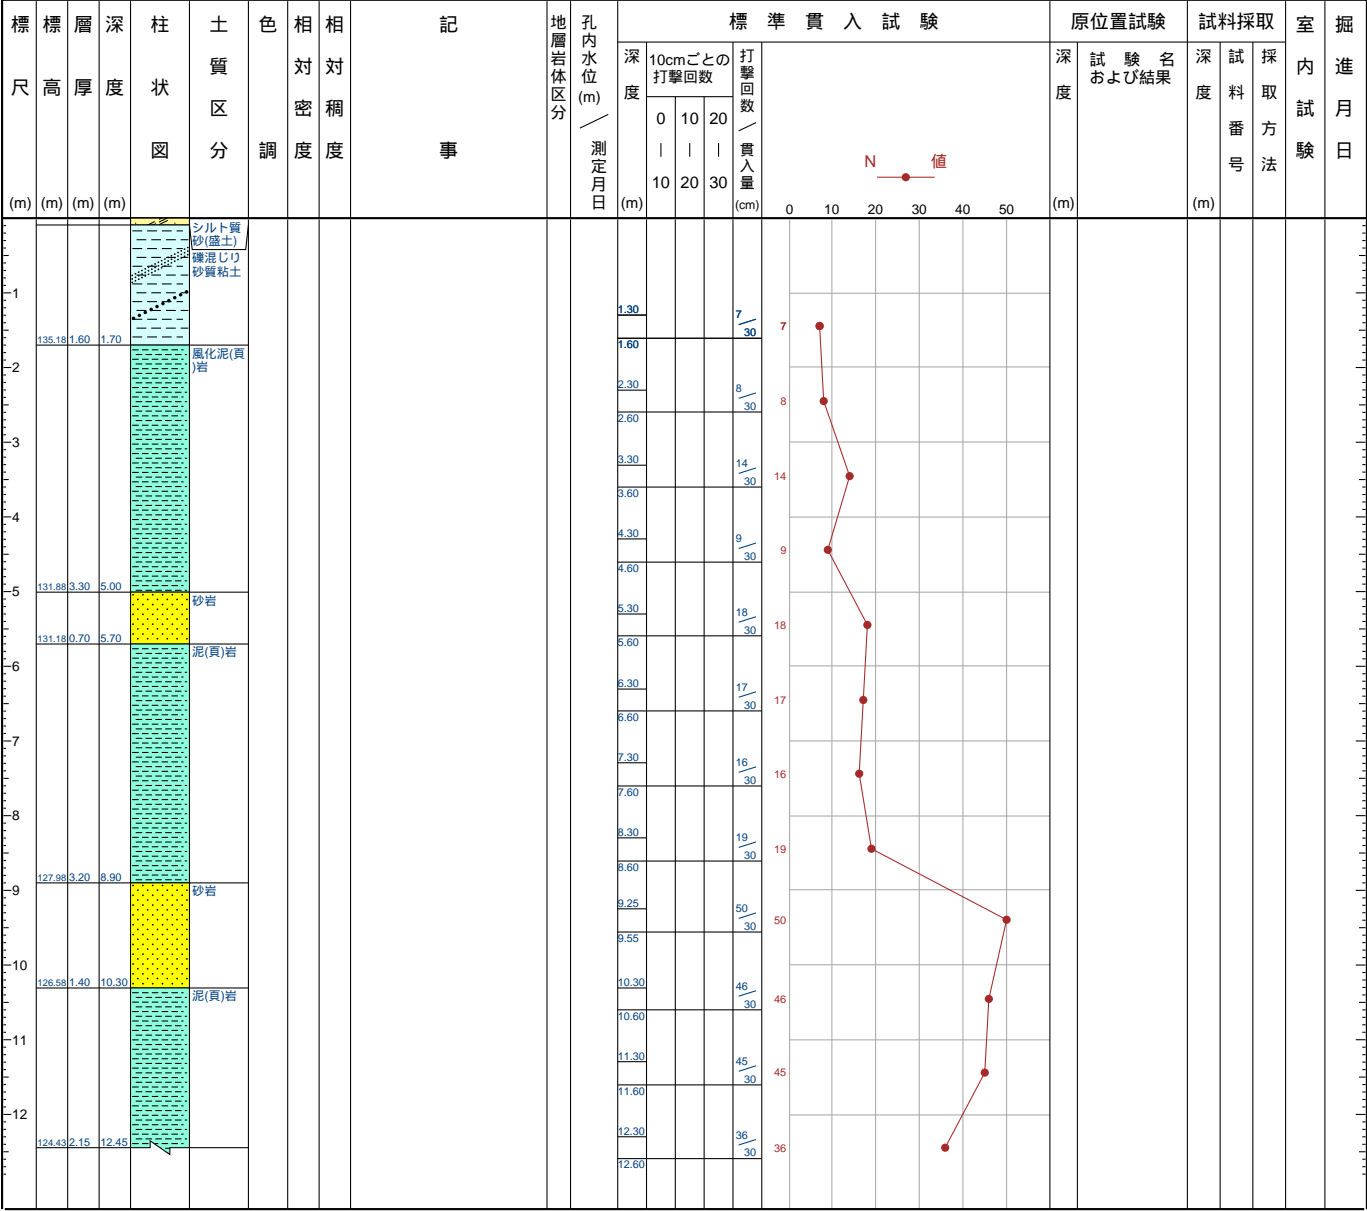 標尺(m)
標高(m)
層厚(m)
深度(m)
柱状図
土質区分
色調
相対密度
相対稠度
記事
地層岩体区分
孔内水位(m)／測定月日
標準貫入試験
深度(m)
10cmごとの
打撃回数
0 10 20
| | |
10 20 30
打撃回数／貫入量(cm)
N 値
0 10 20 30 40 50
原位置試験
深度(m)
試験名
および結果
試料採取
深度(m)
試料番号
採取方法
室内試験
掘進月日
シルト質
砂(盛土)
礫混じり
砂質粘土
1
1.30 7/30 7
135.18 1.60 1.70
1.60
風化泥(頁
)岩
2
2.30 8/30 8
2.60
3
3.30 14/30 14
3.60
4
4.30 9/30 9
4.60
131.88 3.30 5.00
5
砂岩
5.30 18/30 18
131.18 0.70 5.70
5.60
泥(頁)岩
6
6.30 17/30 17
6.60
7
7.30 16/30 16
7.60
8
8.30 19/30 19
8.60
127.98 3.20 8.90
9
砂岩
9.25 50/30 50
9.55
10
126.58 1.40 10.30
10.30 46/30 46
泥(頁)岩
10.60
11
11.30 45/30 45
11.60
12
12.30 36/30 36
124.43 2.15 12.45
12.60